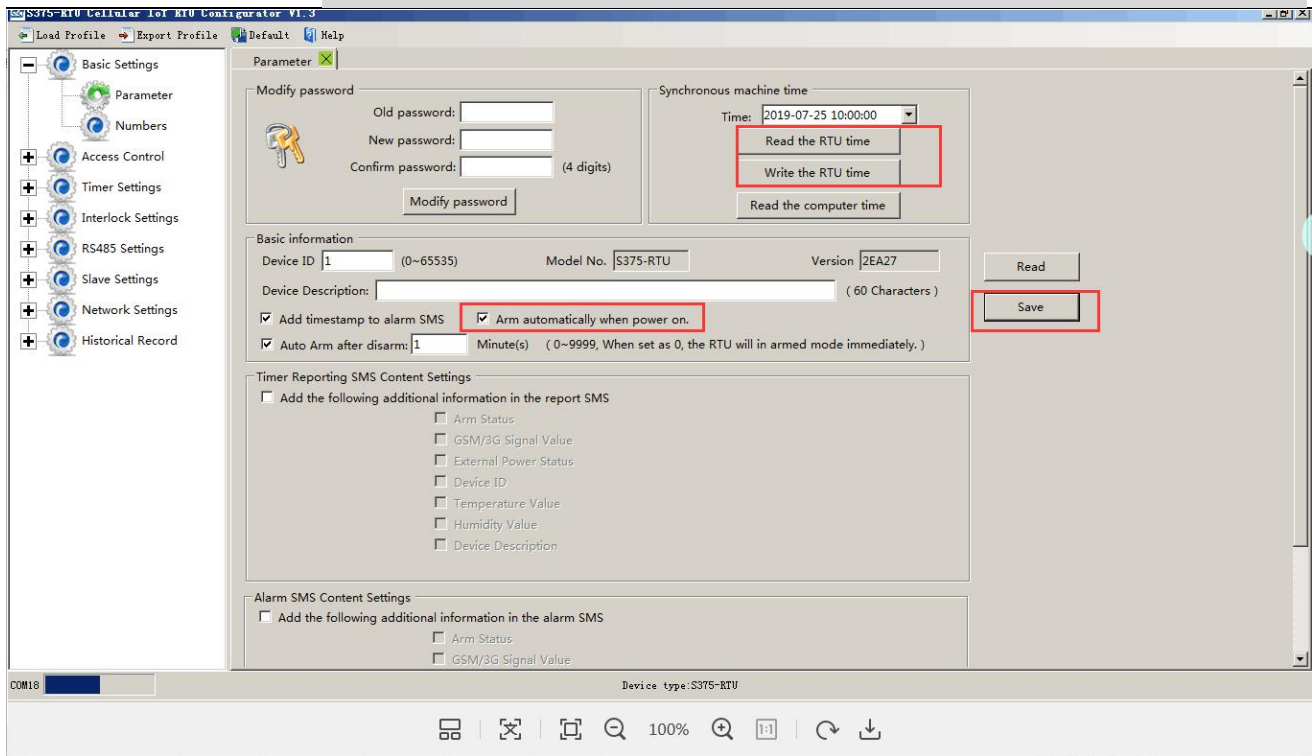 S375-RTU Cellular IoT RTU Configurator V1.3
Load Profile Export Profile Default Help
Basic Settings
Parameter
Numbers
Access Control
Timer Settings
Interlock Settings
RS485 Settings
Slave Settings
Network Settings
Historical Record
Parameter
Modify password
Old password:
New password:
Confirm password: (4 digits)
Modify password
Synchronous machine time
Time: 2019-07-25 10:00:00
Read the RTU time
Write the RTU time
Read the computer time
Basic information
Device ID 1 (0~65535) Model No. S375-RTU Version 2EA27
Device Description: ( 60 Characters )
Add timestamp to alarm SMS Arm automatically when power on.
Auto Arm after disarm: 1 Minute(s) ( 0~9999, When set as 0, the RTU will in armed mode immediately. )
Read
Save
Timer Reporting SMS Content Settings
Add the following additional information in the report SMS
Arm Status
GSM/3G Signal Value
External Power Status
Device ID
Temperature Value
Humidity Value
Device Description
Alarm SMS Content Settings
Add the following additional information in the alarm SMS
Arm Status
GSM/3G Signal Value
COM18 Device type:S375-RTU
100% 1:1